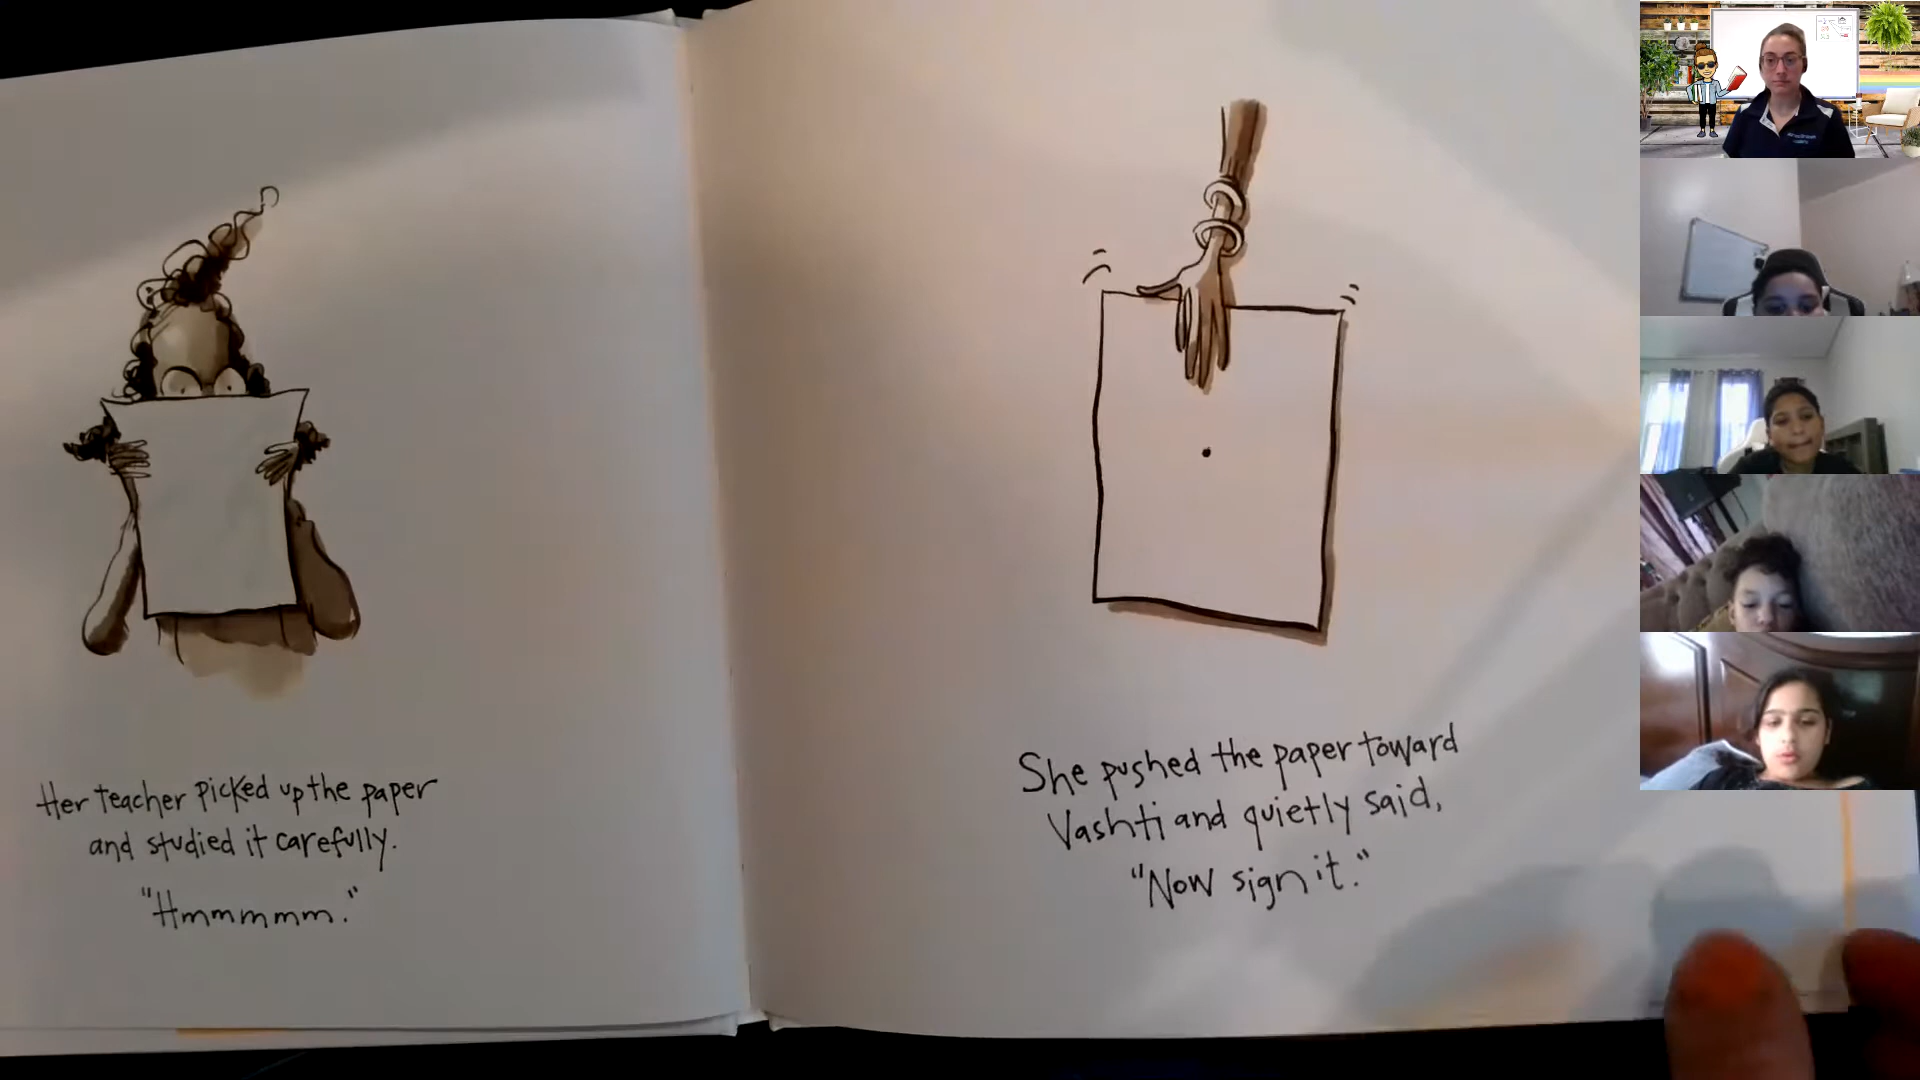 Her teacher picked up the paper
and studied it carefully.
"Hmmmmm."
She pushed the paper toward
Vashti and quietly said,
"Now sign it."